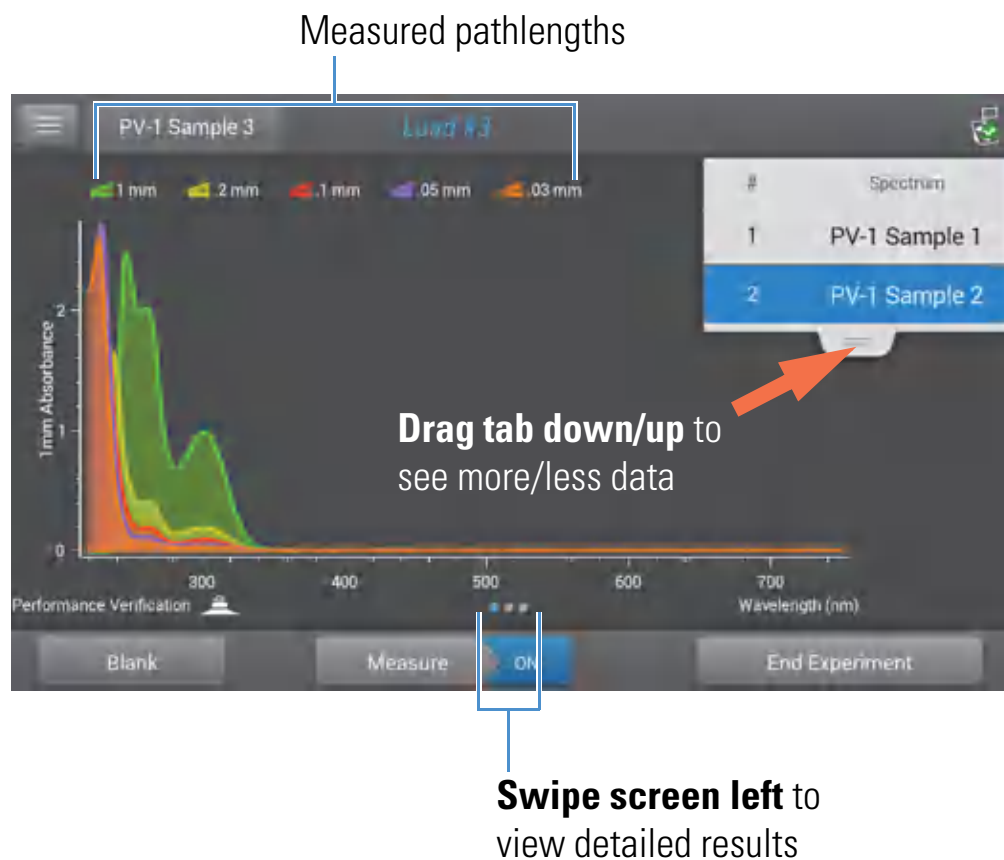 Measured pathlengths
PV-1 Sample 3
Load #3
1 mm .2 mm .1 mm .05 mm .03 mm
# Spectrum
1 PV-1 Sample 1
2 PV-1 Sample 2
Drag tab down/up to
see more/less data
1mm Absorbance
2
1
0
300 400 500 600 700
Performance Verification
Wavelength (nm)
Blank
Measure
ON
End Experiment
Swipe screen left to
view detailed results